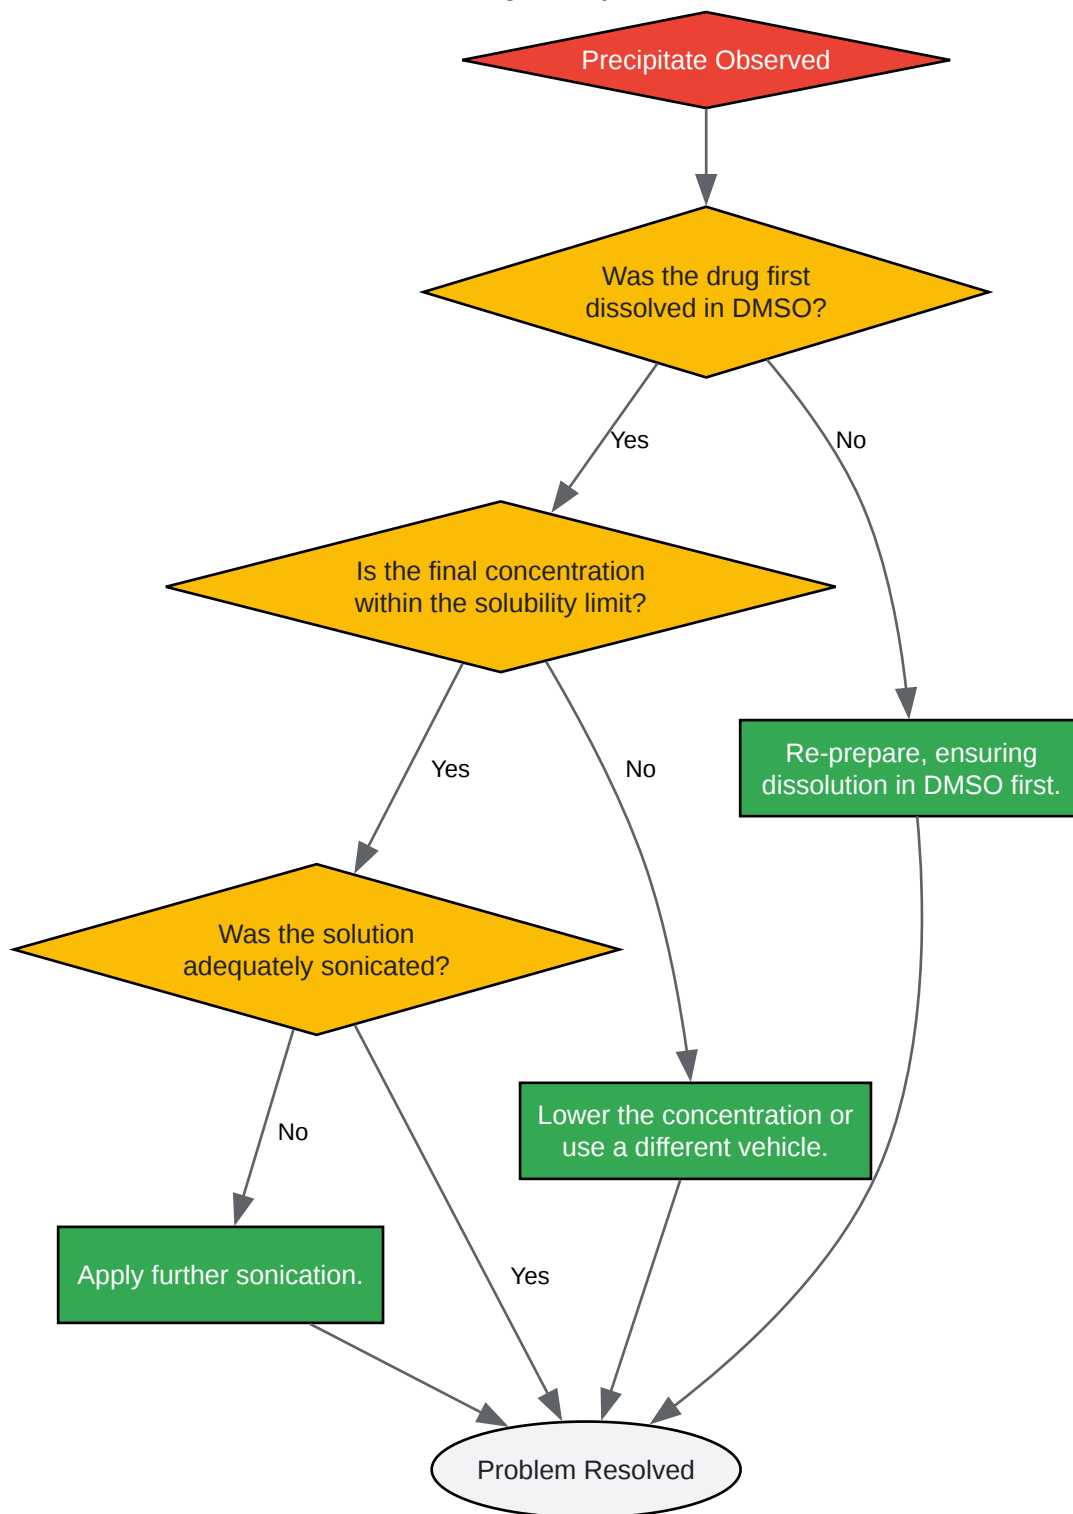 Precipitate Observed
Was the drug first
dissolved in DMSO?
Yes
No
Is the final concentration
within the solubility limit?
Yes
No
Re-prepare, ensuring
dissolution in DMSO first.
Was the solution
adequately sonicated?
No
Yes
Lower the concentration or
use a different vehicle.
Apply further sonication.
Problem Resolved